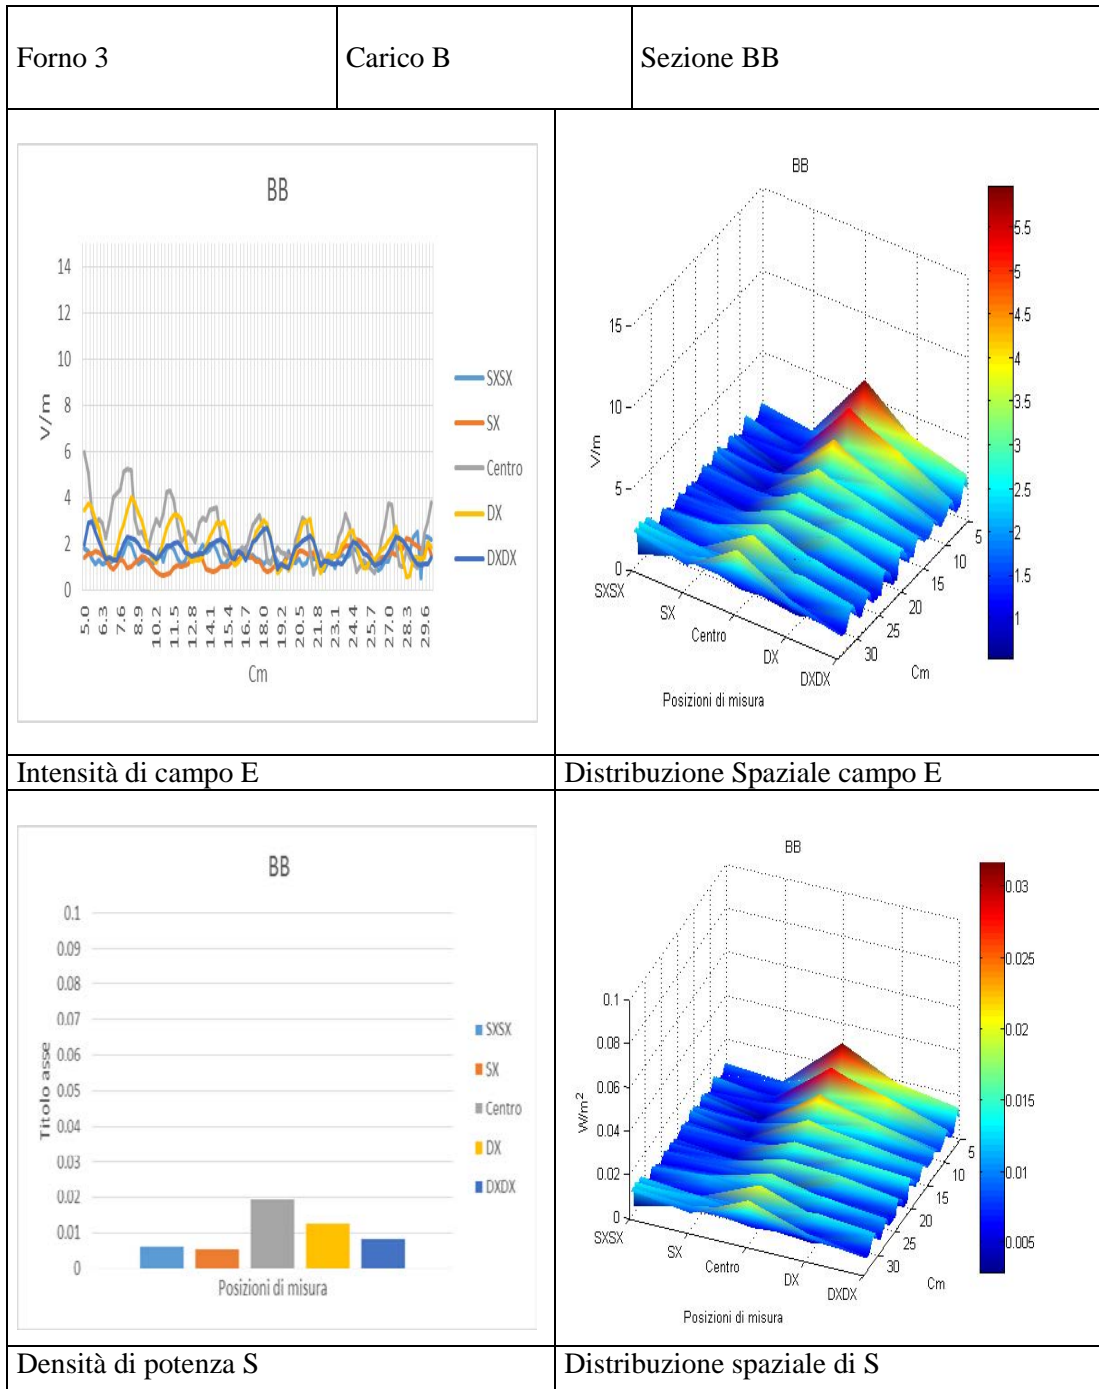 Forno 3
Carico B
Sezione BB
BB
14
12
10
8
6
4
2
0
V/m
5.0
6.3
7.6
8.9
10.2
11.5
12.8
14.1
15.4
16.7
18.0
19.2
20.5
21.8
23.1
24.4
25.7
27.0
28.3
29.6
Cm
SXSX
SX
Centro
DX
DXDX
BB
15
10
5
0
V/m
SXSX
SX
Centro
DX
DXDX
Posizioni di misura
5
10
15
20
25
30
Cm
5.5
5
4.5
4
3.5
3
2.5
2
1.5
1
Intensità di campo E
Distribuzione Spaziale campo E
BB
0.1
0.09
0.08
0.07
0.06
0.05
0.04
0.03
0.02
0.01
0
Titolo asse
Posizioni di misura
SXSX
SX
Centro
DX
DXDX
BB
0.1
0.08
0.06
0.04
0.02
0
W/m²
SXSX
SX
Centro
DX
DXDX
Posizioni di misura
5
10
15
20
25
30
Cm
0.03
0.025
0.02
0.015
0.01
0.005
Densità di potenza S
Distribuzione spaziale di S